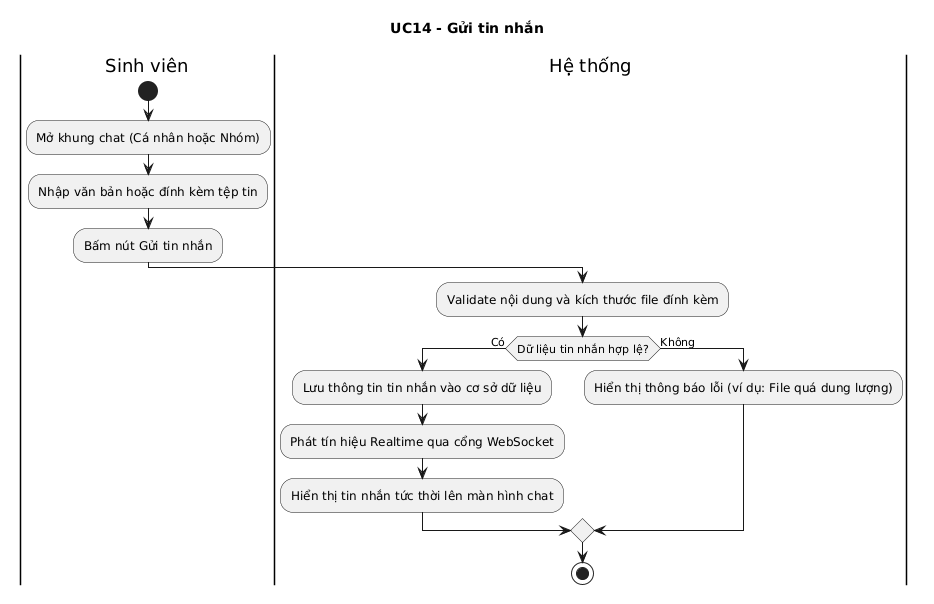 UC14 - Gửi tin nhắn
Sinh viên
Hệ thống
Mở khung chat (Cá nhân hoặc Nhóm)
Nhập văn bản hoặc đính kèm tệp tin
Bấm nút Gửi tin nhắn
Validate nội dung và kích thước file đính kèm
Dữ liệu tin nhắn hợp lệ?
Có
Không
Lưu thông tin tin nhắn vào cơ sở dữ liệu
Hiển thị thông báo lỗi (ví dụ: File quá dung lượng)
Phát tín hiệu Realtime qua cổng WebSocket
Hiển thị tin nhắn tức thời lên màn hình chat